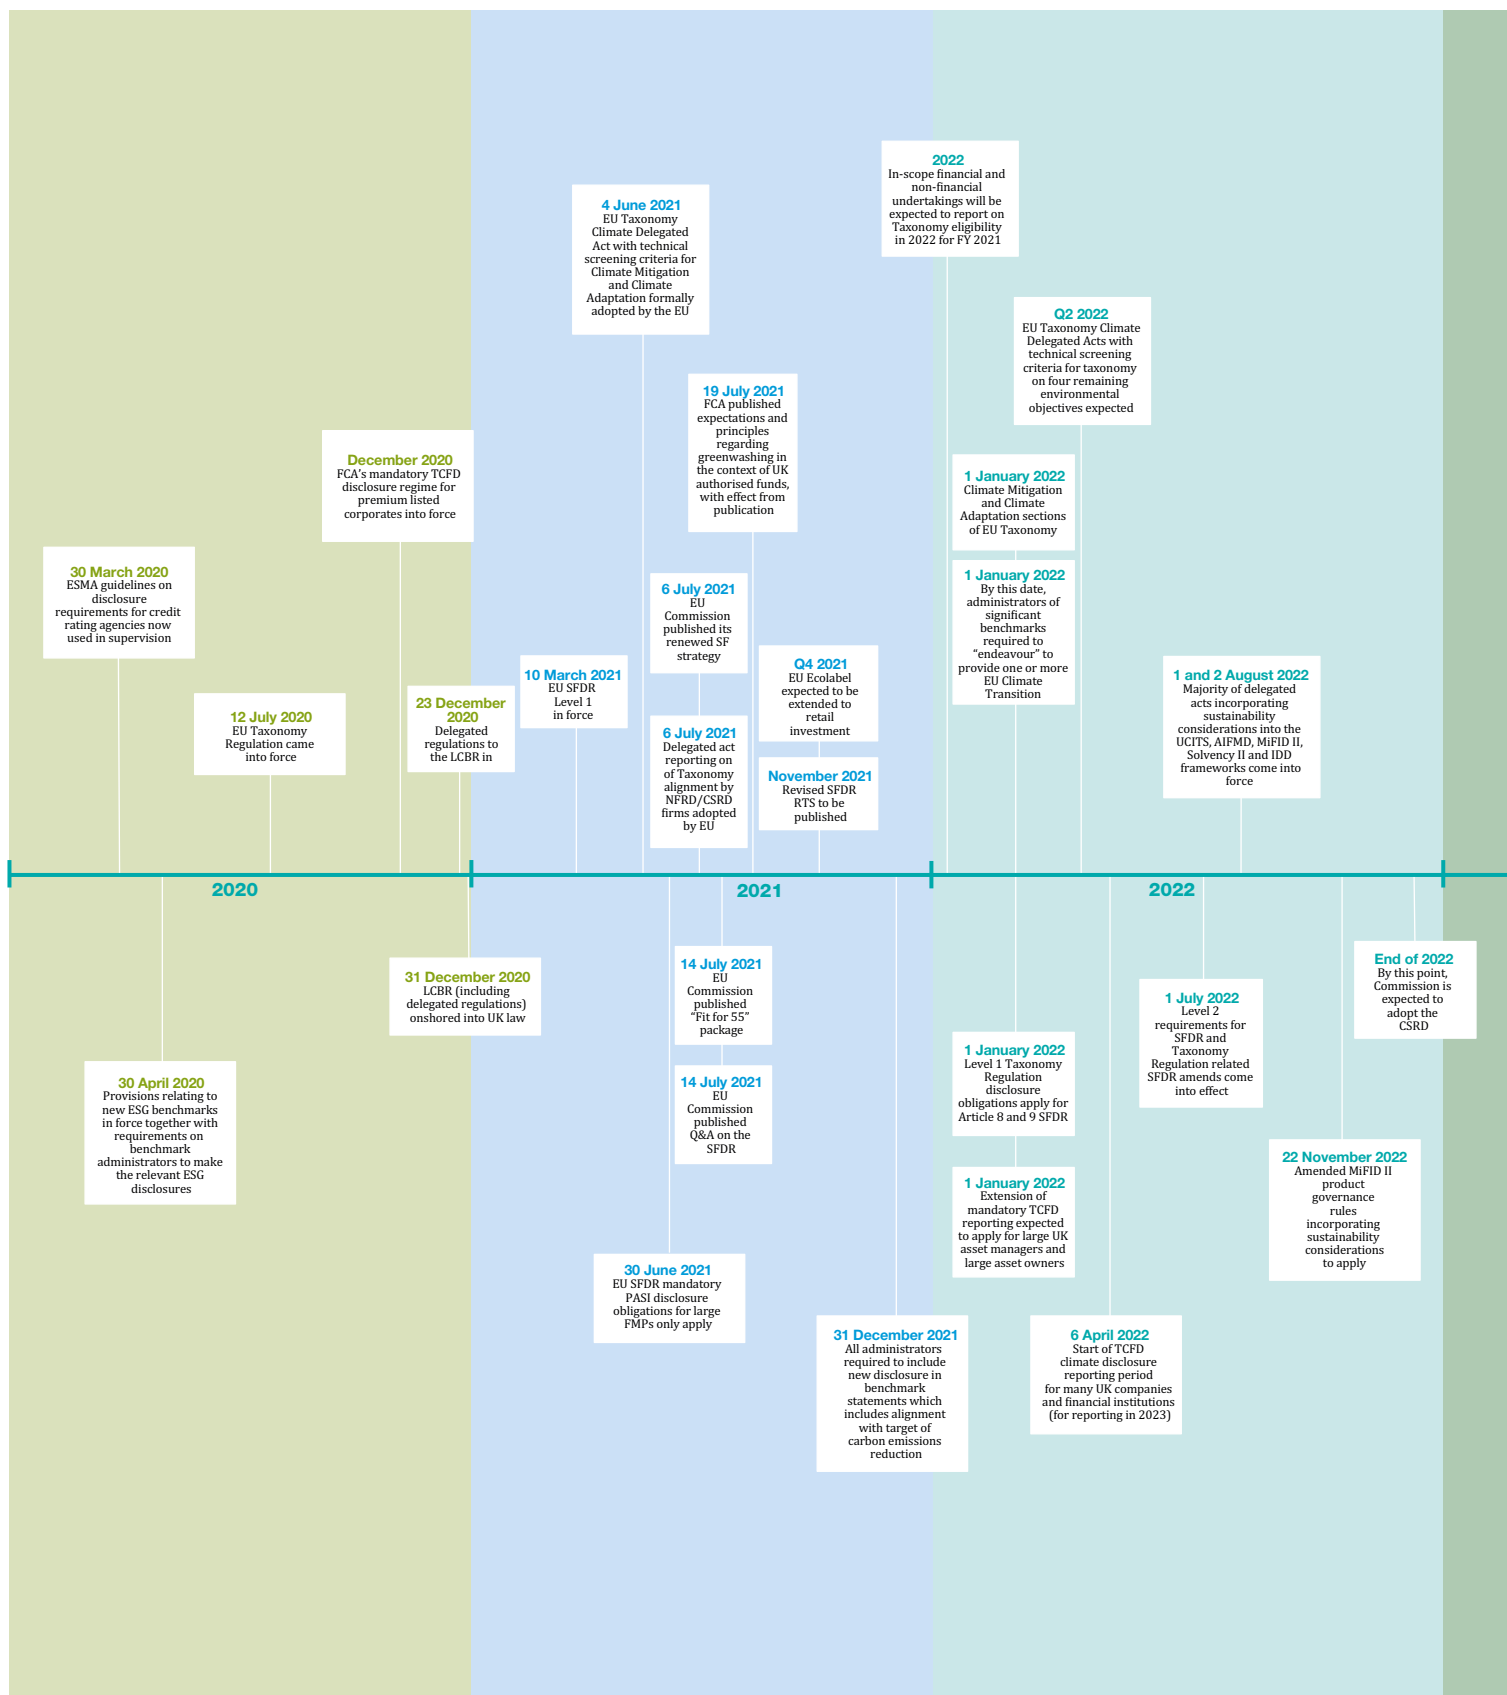 2022
In-scope financial and
non-financial
undertakings will be
expected to report on
Taxonomy eligibility
in 2022 for FY 2021
4 June 2021
EU Taxonomy
Climate Delegated
Act with technical
screening criteria for
Climate Mitigation
and Climate
Adaptation formally
adopted by the EU
Q2 2022
EU Taxonomy Climate
Delegated Acts with
technical screening
criteria for taxonomy
on four remaining
environmental
objectives expected
19 July 2021
FCA published
expectations and
principles
regarding
greenwashing in
the context of UK
authorised funds,
with effect from
publication
December 2020
FCA's mandatory TCFD
disclosure regime for
premium listed
corporates into force
1 January 2022
Climate Mitigation
and Climate
Adaptation sections
of EU Taxonomy
30 March 2020
ESMA guidelines on
disclosure
requirements for credit
rating agencies now
used in supervision
1 January 2022
By this date,
administrators of
significant
benchmarks
required to
“endeavour” to
provide one or more
EU Climate
Transition
6 July 2021
EU
Commission
published its
renewed SF
strategy
Q4 2021
EU Ecolabel
expected to be
extended to
retail
investment
10 March 2021
EU SFDR
Level 1
in force
1 and 2 August 2022
Majority of delegated
acts incorporating
sustainability
considerations into the
UCITS, AIFMD, MiFID II,
Solvency II and IDD
frameworks come into
force
23 December
2020
Delegated
regulations to
the LCBR in
12 July 2020
EU Taxonomy
Regulation came
into force
6 July 2021
Delegated act
reporting on
of Taxonomy
alignment by
NFRD/CSRD
firms adopted
by EU
November 2021
Revised SFDR
RTS to be
published
2020
2021
2022
31 December 2020
LCBR (including
delegated regulations)
onshored into UK law
14 July 2021
EU
Commission
published
“Fit for 55”
package
End of 2022
By this point,
Commission is
expected to
adopt the
CSRD
1 July 2022
Level 2
requirements for
SFDR and
Taxonomy
Regulation related
SFDR amends come
into effect
1 January 2022
Level 1 Taxonomy
Regulation
disclosure
obligations apply for
Article 8 and 9 SFDR
30 April 2020
Provisions relating to
new ESG benchmarks
in force together with
requirements on
benchmark
administrators to make
the relevant ESG
disclosures
14 July 2021
EU
Commission
published
Q&A on the
SFDR
22 November 2022
Amended MiFID II
product
governance
rules
incorporating
sustainability
considerations
to apply
1 January 2022
Extension of
mandatory TCFD
reporting expected
to apply for large UK
asset managers and
large asset owners
30 June 2021
EU SFDR mandatory
PASI disclosure
obligations for large
FMPs only apply
31 December 2021
All administrators
required to include
new disclosure in
benchmark
statements which
includes alignment
with target of
carbon emissions
reduction
6 April 2022
Start of TCFD
climate disclosure
reporting period
for many UK companies
and financial institutions
(for reporting in 2023)